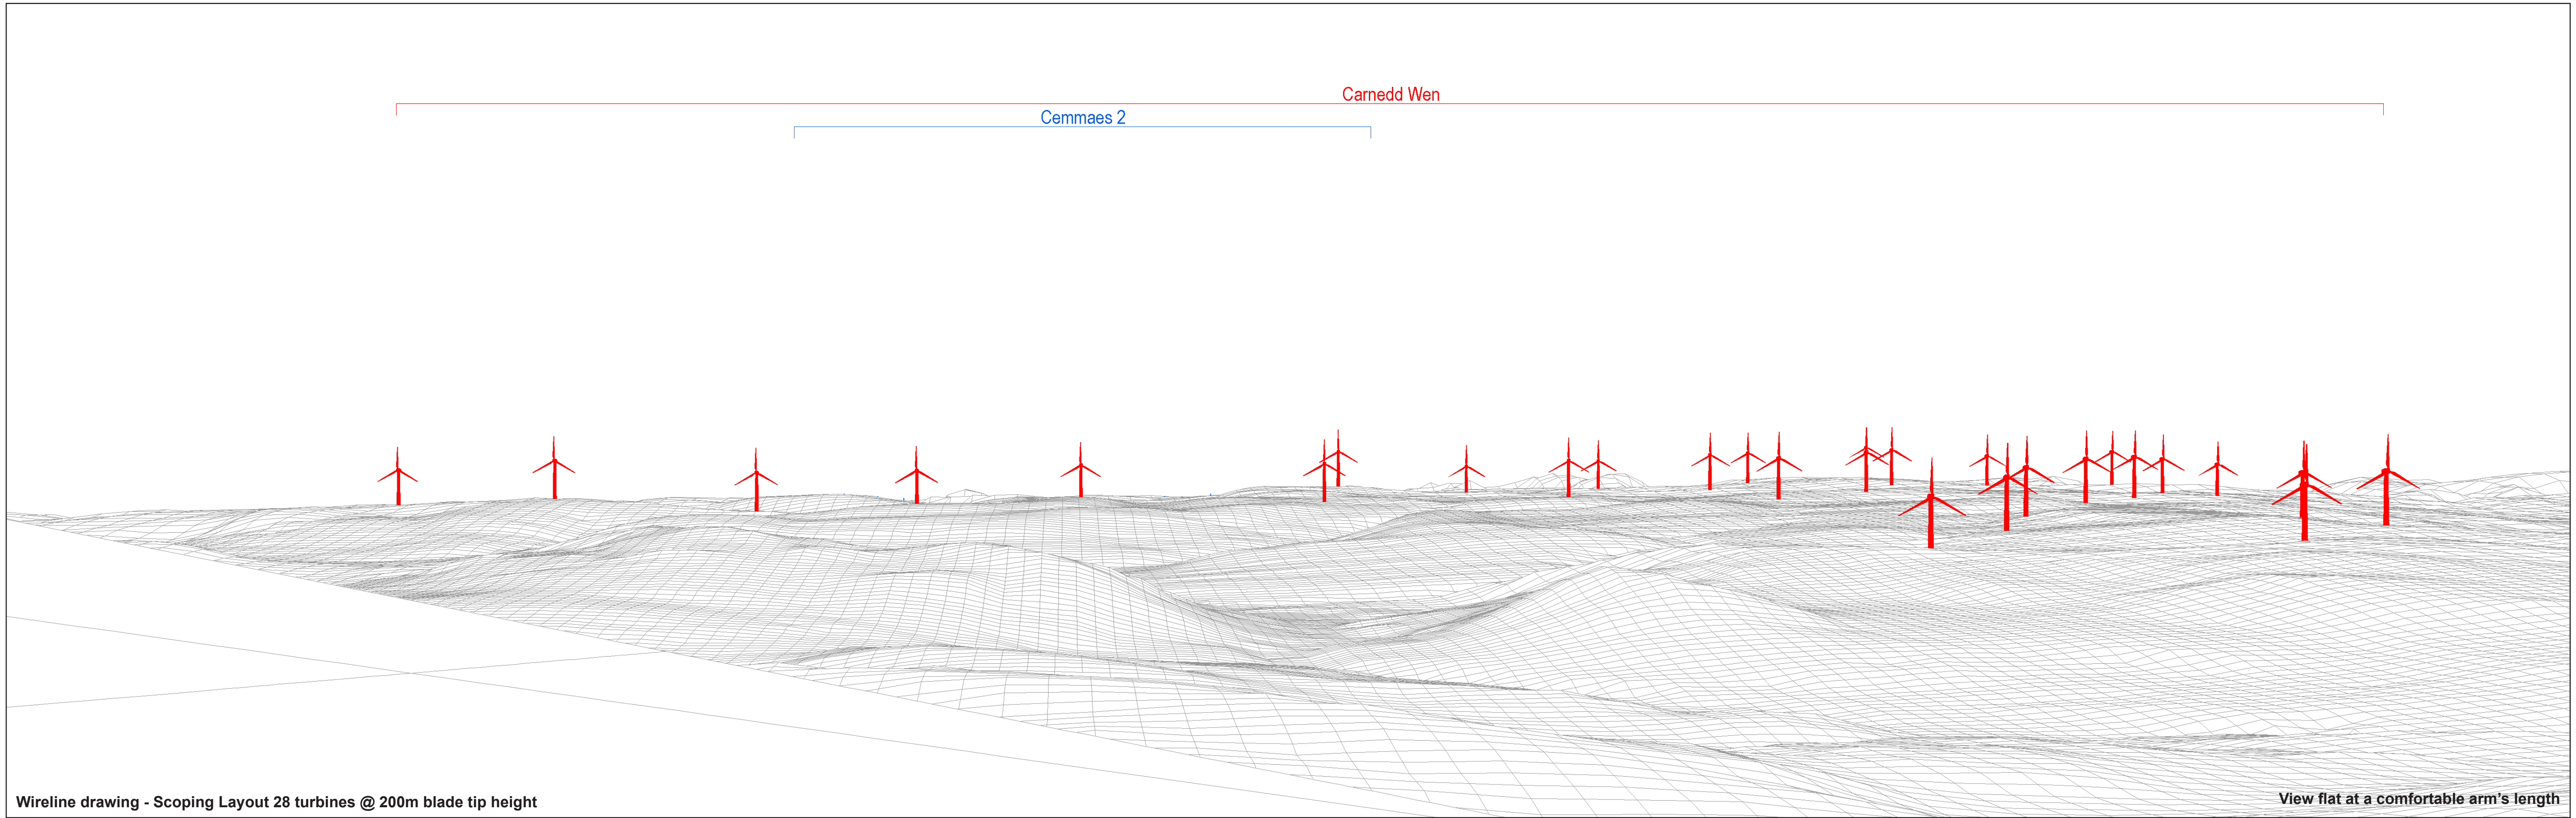 Carnedd Wen
Cemmaes 2
Wireline drawing - Scoping Layout 28 turbines @ 200m blade tip height
View flat at a comfortable arm’s length